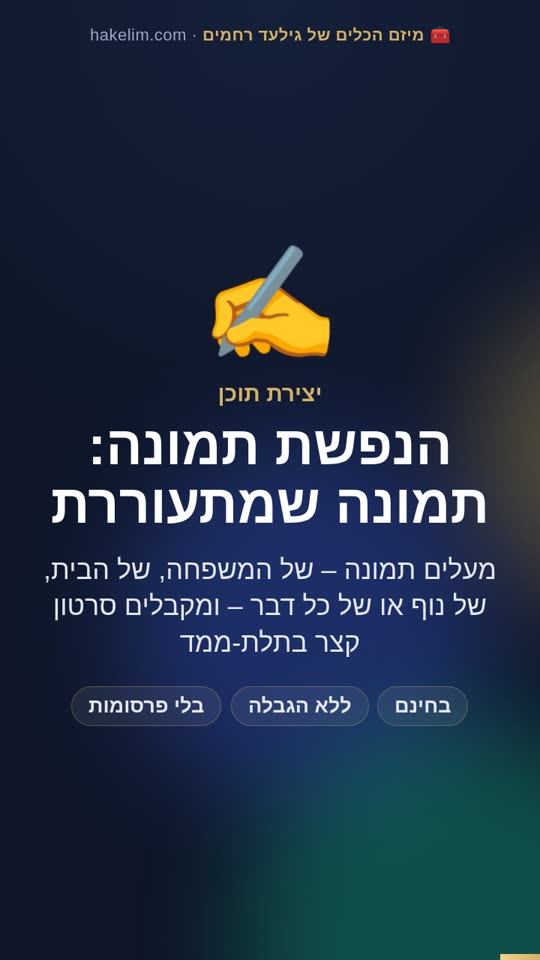 🧰 מיזם הכלים של גילעד רחמים · hakelim.com
יצירת תוכן
הנפשת תמונה:
תמונה שמתעוררת
מעלים תמונה – של המשפחה, של הבית,
של נוף או של כל דבר – ומקבלים סרטון
קצר בתלת-ממד
בחינם
ללא הגבלה
בלי פרסומות